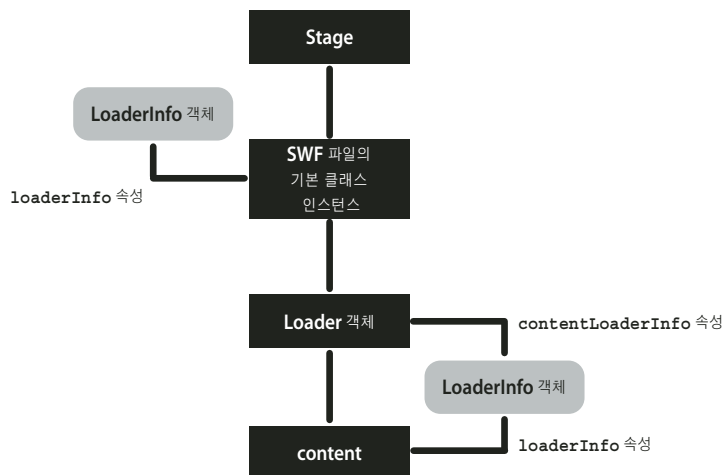 Stage
LoaderInfo 객체
SWF 파일의
기본 클래스
인스턴스
loaderInfo 속성
Loader 객체
contentLoaderInfo 속성
LoaderInfo 객체
content
loaderInfo 속성